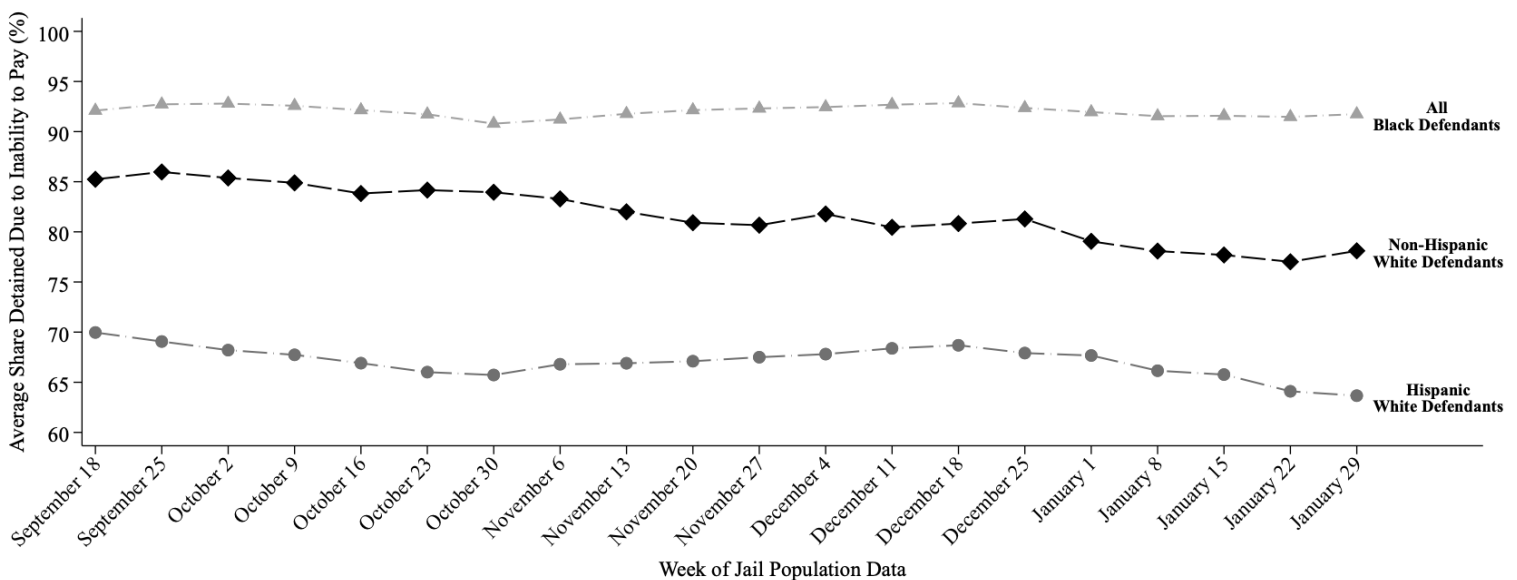 Average Share Detained Due to Inability to Pay (%)
100
95
90
85
80
75
70
65
60
All
Black Defendants
Non-Hispanic
White Defendants
Hispanic
White Defendants
September 18
September 25
October 2
October 9
October 16
October 23
October 30
November 6
November 13
November 20
November 27
December 4
December 11
December 18
December 25
January 1
January 8
January 15
January 22
January 29
Week of Jail Population Data